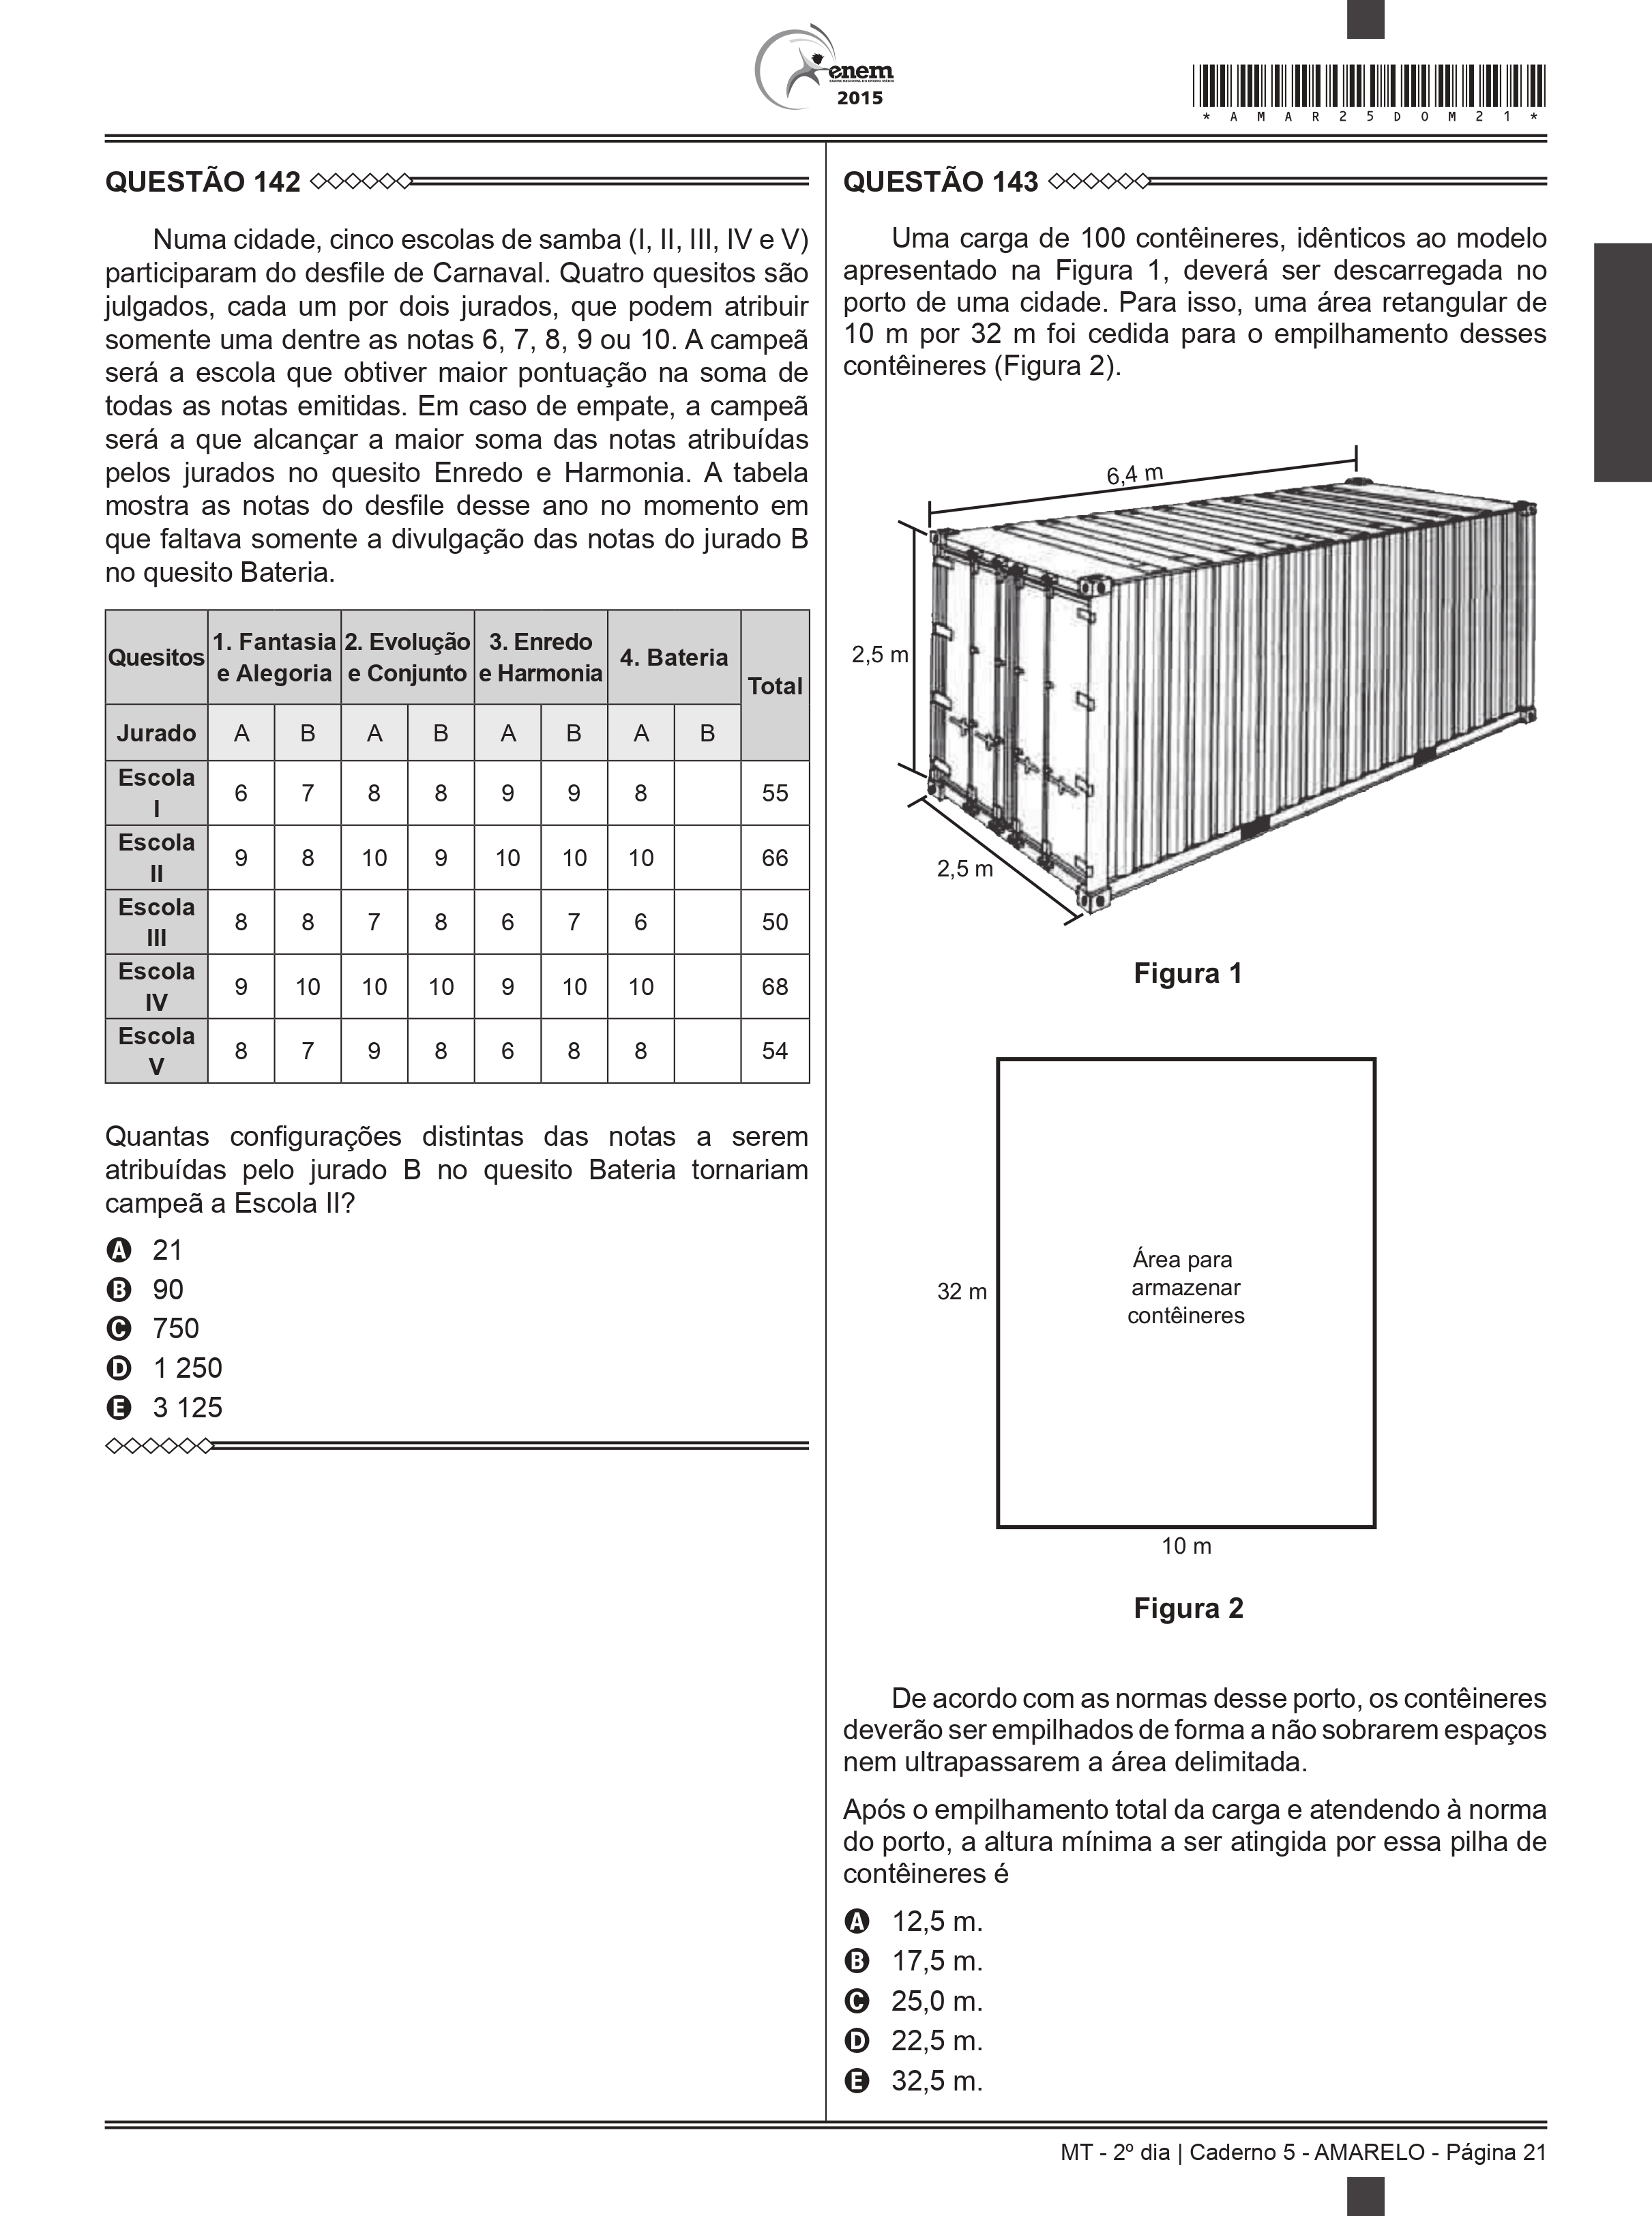 enem
EXAME NACIONAL DO ENSINO MÉDIO
2015
* A M A R 2 5 D O M 2 1 *
QUESTÃO 142
Numa cidade, cinco escolas de samba (I, II, III, IV e V)
participaram do desfile de Carnaval. Quatro quesitos são
julgados, cada um por dois jurados, que podem atribuir
somente uma dentre as notas 6, 7, 8, 9 ou 10. A campeã
será a escola que obtiver maior pontuação na soma de
todas as notas emitidas. Em caso de empate, a campeã
será a que alcançar a maior soma das notas atribuídas
pelos jurados no quesito Enredo e Harmonia. A tabela
mostra as notas do desfile desse ano no momento em
que faltava somente a divulgação das notas do jurado B
no quesito Bateria.
Quesitos 1. Fantasia e Alegoria 2. Evolução e Conjunto 3. Enredo e Harmonia 4. Bateria Total
Jurado A B A B A B A B
Escola I 6 7 8 8 9 9 8 55
Escola II 9 8 10 9 10 10 10 66
Escola III 8 8 7 8 6 7 6 50
Escola IV 9 10 10 10 9 10 10 68
Escola V 8 7 9 8 6 8 8 54
Quantas configurações distintas das notas a serem
atribuídas pelo jurado B no quesito Bateria tornariam
campeã a Escola II?
A 21
B 90
C 750
D 1 250
E 3 125
QUESTÃO 143
Uma carga de 100 contêineres, idênticos ao modelo
apresentado na Figura 1, deverá ser descarregada no
porto de uma cidade. Para isso, uma área retangular de
10 m por 32 m foi cedida para o empilhamento desses
contêineres (Figura 2).
6,4 m
2,5 m
2,5 m
Figura 1
Área para
armazenar
contêineres
32 m
10 m
Figura 2
De acordo com as normas desse porto, os contêineres
deverão ser empilhados de forma a não sobrarem espaços
nem ultrapassarem a área delimitada.
Após o empilhamento total da carga e atendendo à norma
do porto, a altura mínima a ser atingida por essa pilha de
contêineres é
A 12,5 m.
B 17,5 m.
C 25,0 m.
D 22,5 m.
E 32,5 m.
MT - 2º dia | Caderno 5 - AMARELO - Página 21